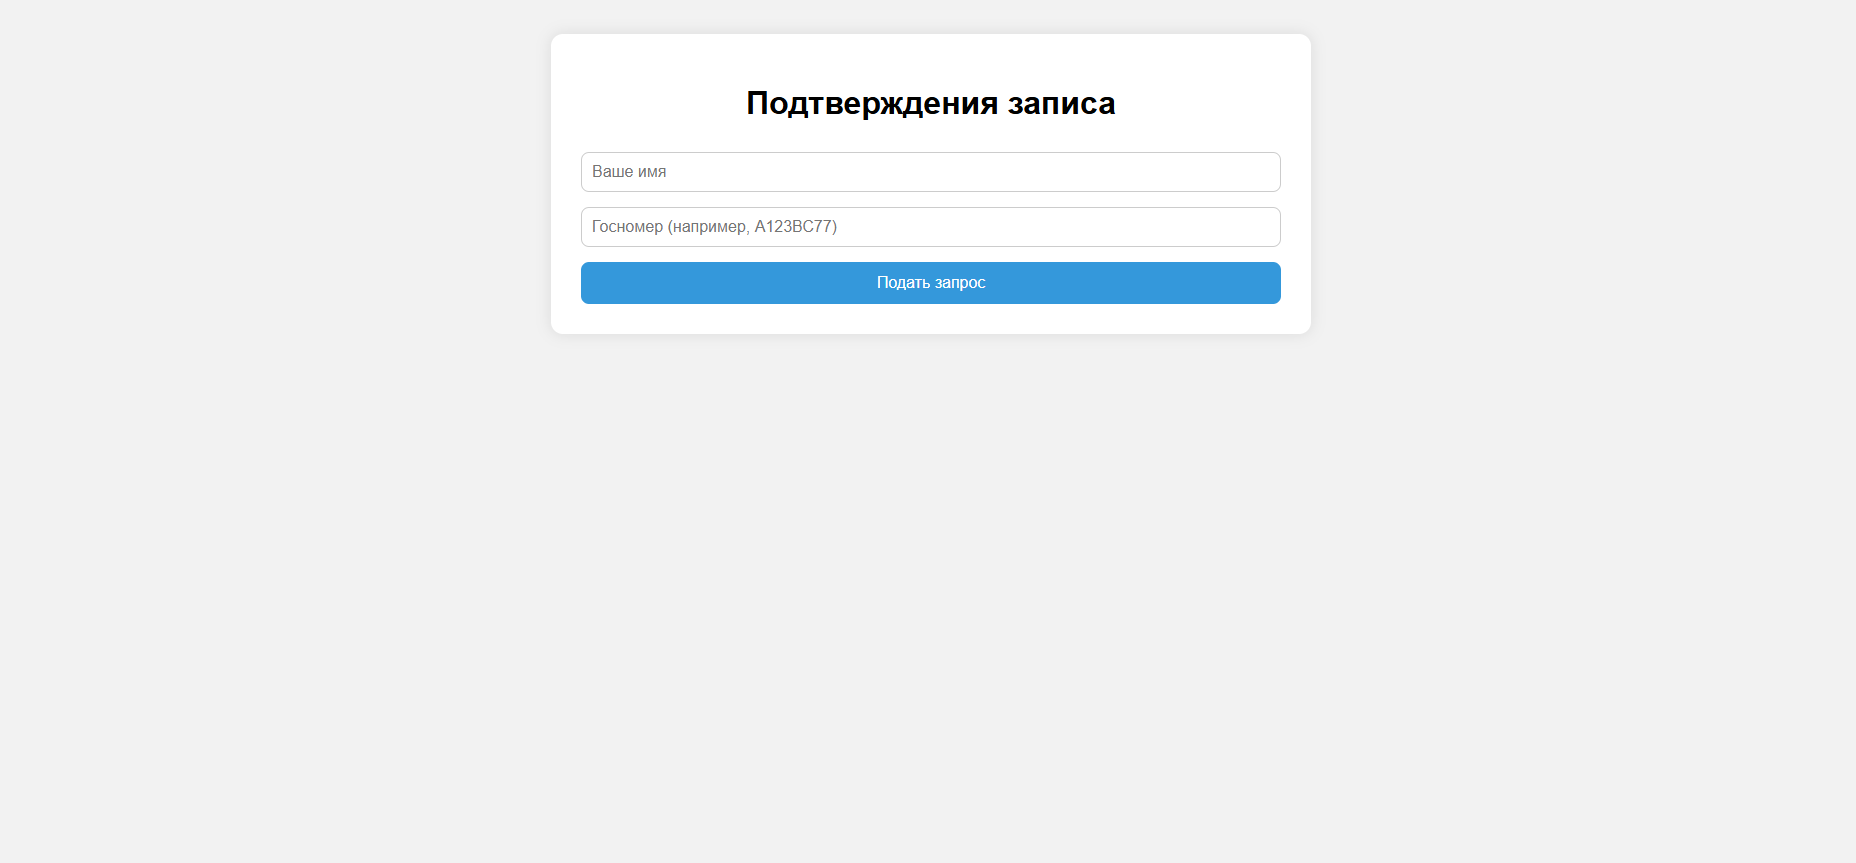 Подтверждения записа
Ваше имя
Госномер (например, А123ВС77)
Подать запрос